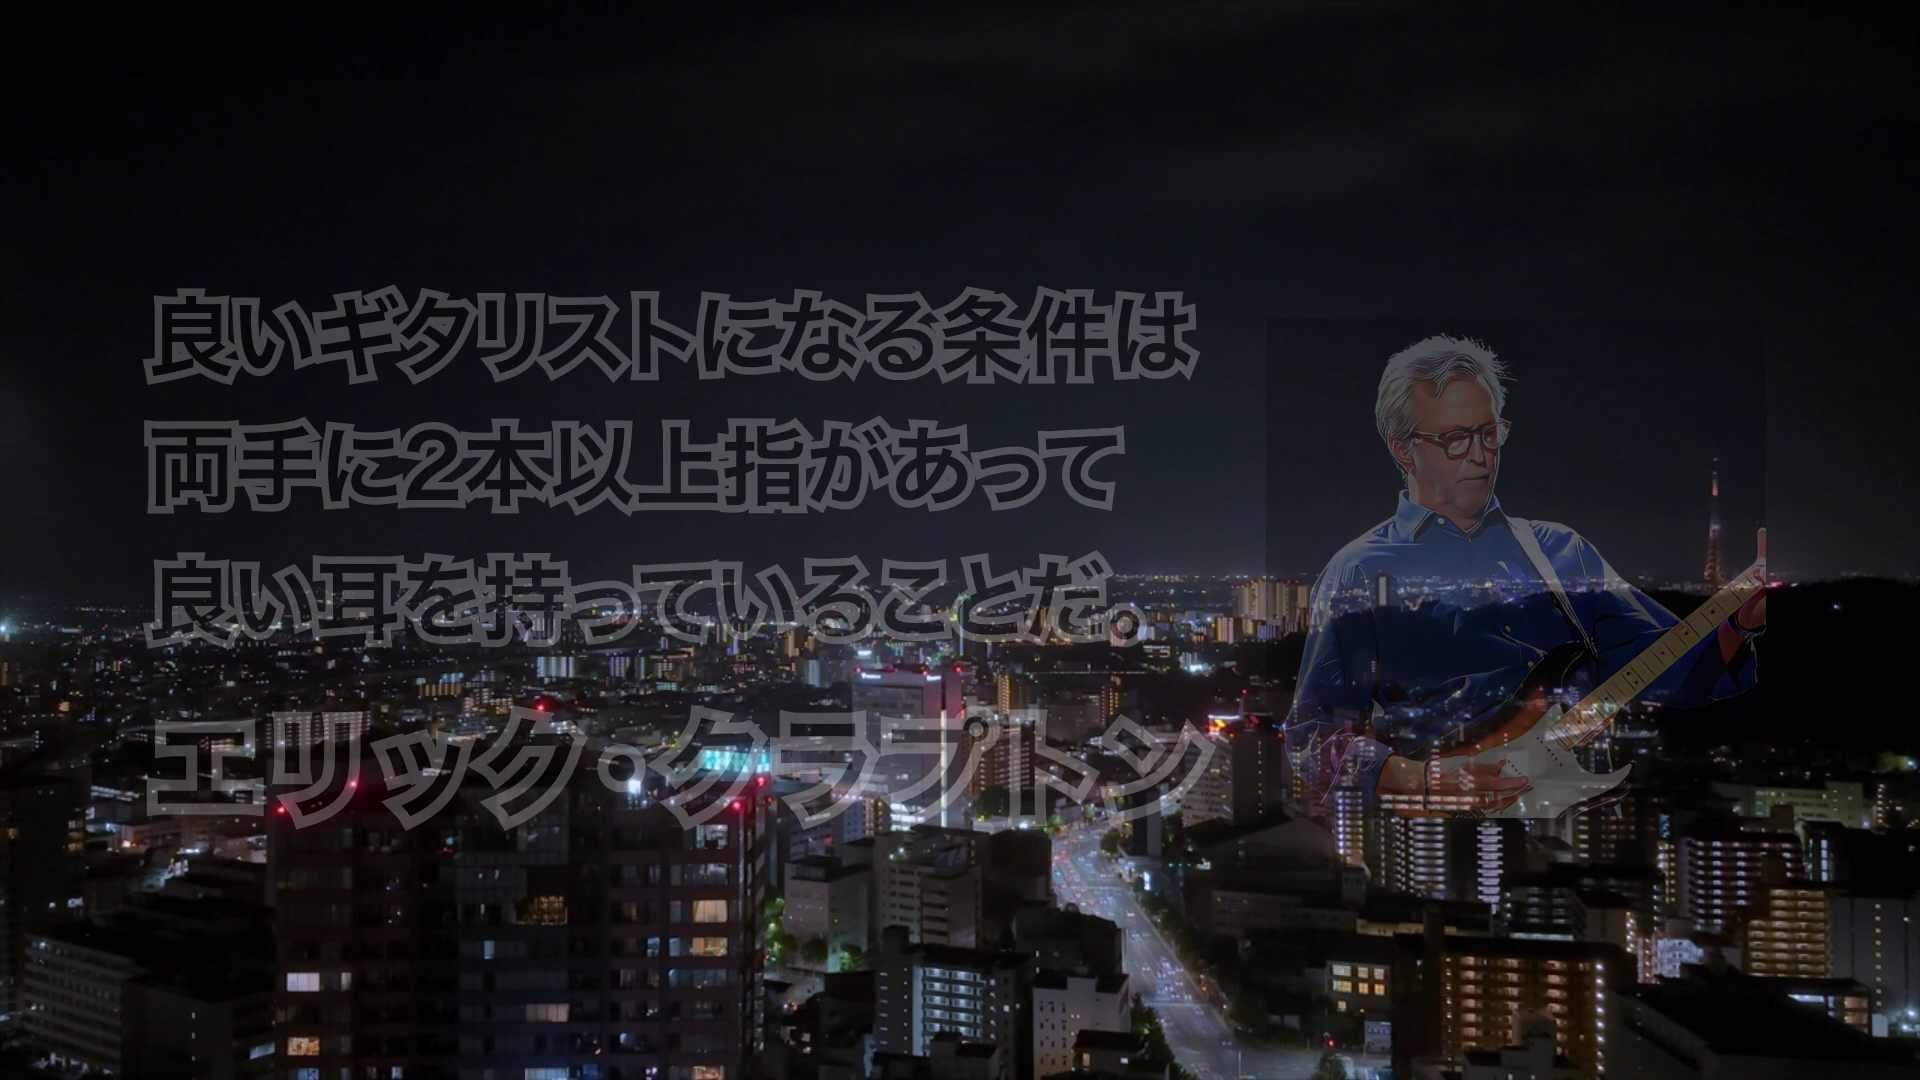 良いギタリストになる条件は
両手に2本以上指があって
良い耳を持っていることだ。
エリック・クラプトン